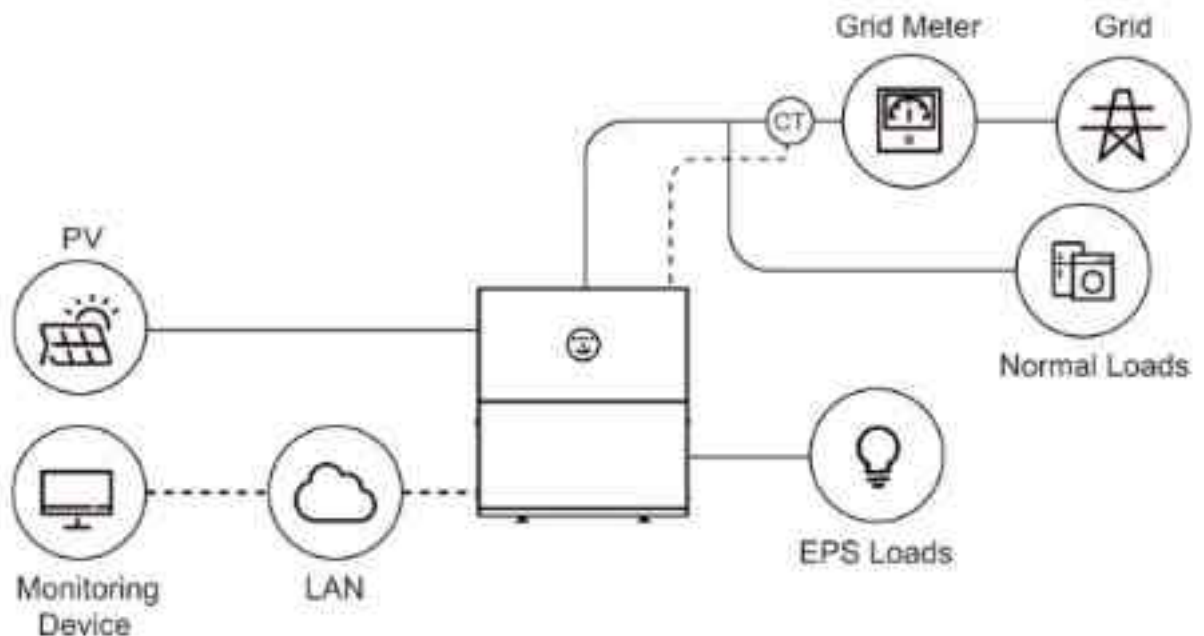 Grid Meter
Grid
CT
PV
Normal Loads
EPS Loads
Monitoring
Device
LAN